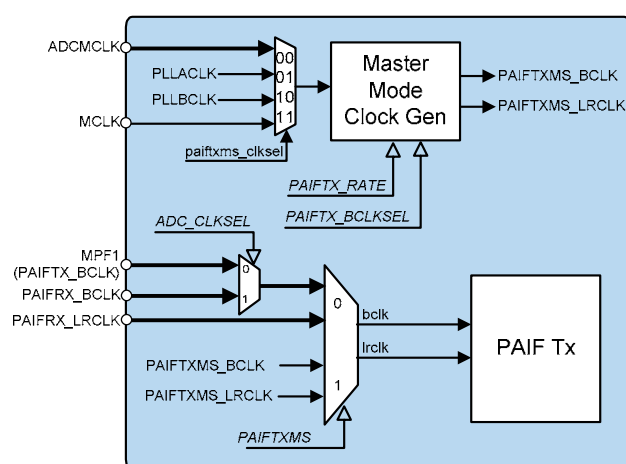 ADCMCLK
PLLACLK
PLLBCLK
MCLK
00
01
10
11
paiftxms_clksel
Master
Mode
Clock Gen
PAIFTXMS_BCLK
PAIFTXMS_LRCLK
PAIFTX_RATE
PAIFTX_BCLKSEL
ADC_CLKSEL
MPF1
(PAIFTX_BCLK)
PAIFRX_BCLK
PAIFRX_LRCLK
0
1
0
1
bclk
lrclk
PAIF Tx
PAIFTXMS_BCLK
PAIFTXMS_LRCLK
PAIFTXMS